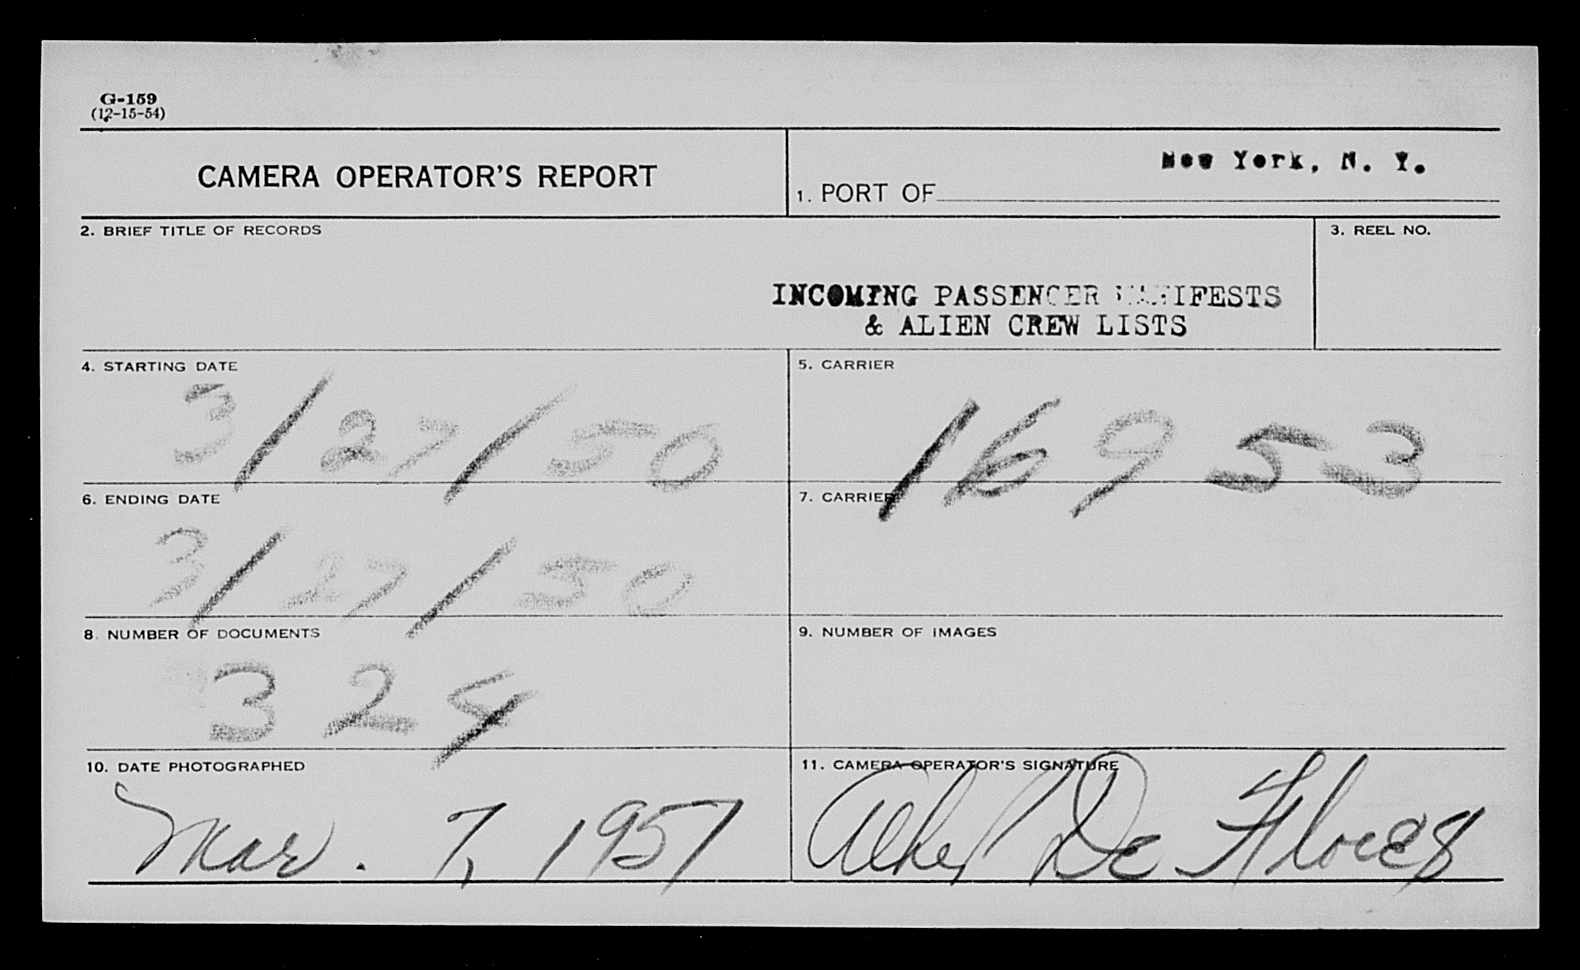 G-159
(12-15-54)
CAMERA OPERATOR'S REPORT
New York, N. Y.
1. PORT OF
2. BRIEF TITLE OF RECORDS
3. REEL NO.
INCOMING PASSENGER MANIFESTS
& ALIEN CREW LISTS
4. STARTING DATE
3/27/50
5. CARRIER
16953
6. ENDING DATE
3/27/50
7. CARRIER
8. NUMBER OF DOCUMENTS
324
9. NUMBER OF IMAGES
10. DATE PHOTOGRAPHED
Mar. 7, 1957
11. CAMERA OPERATOR'S SIGNATURE
De